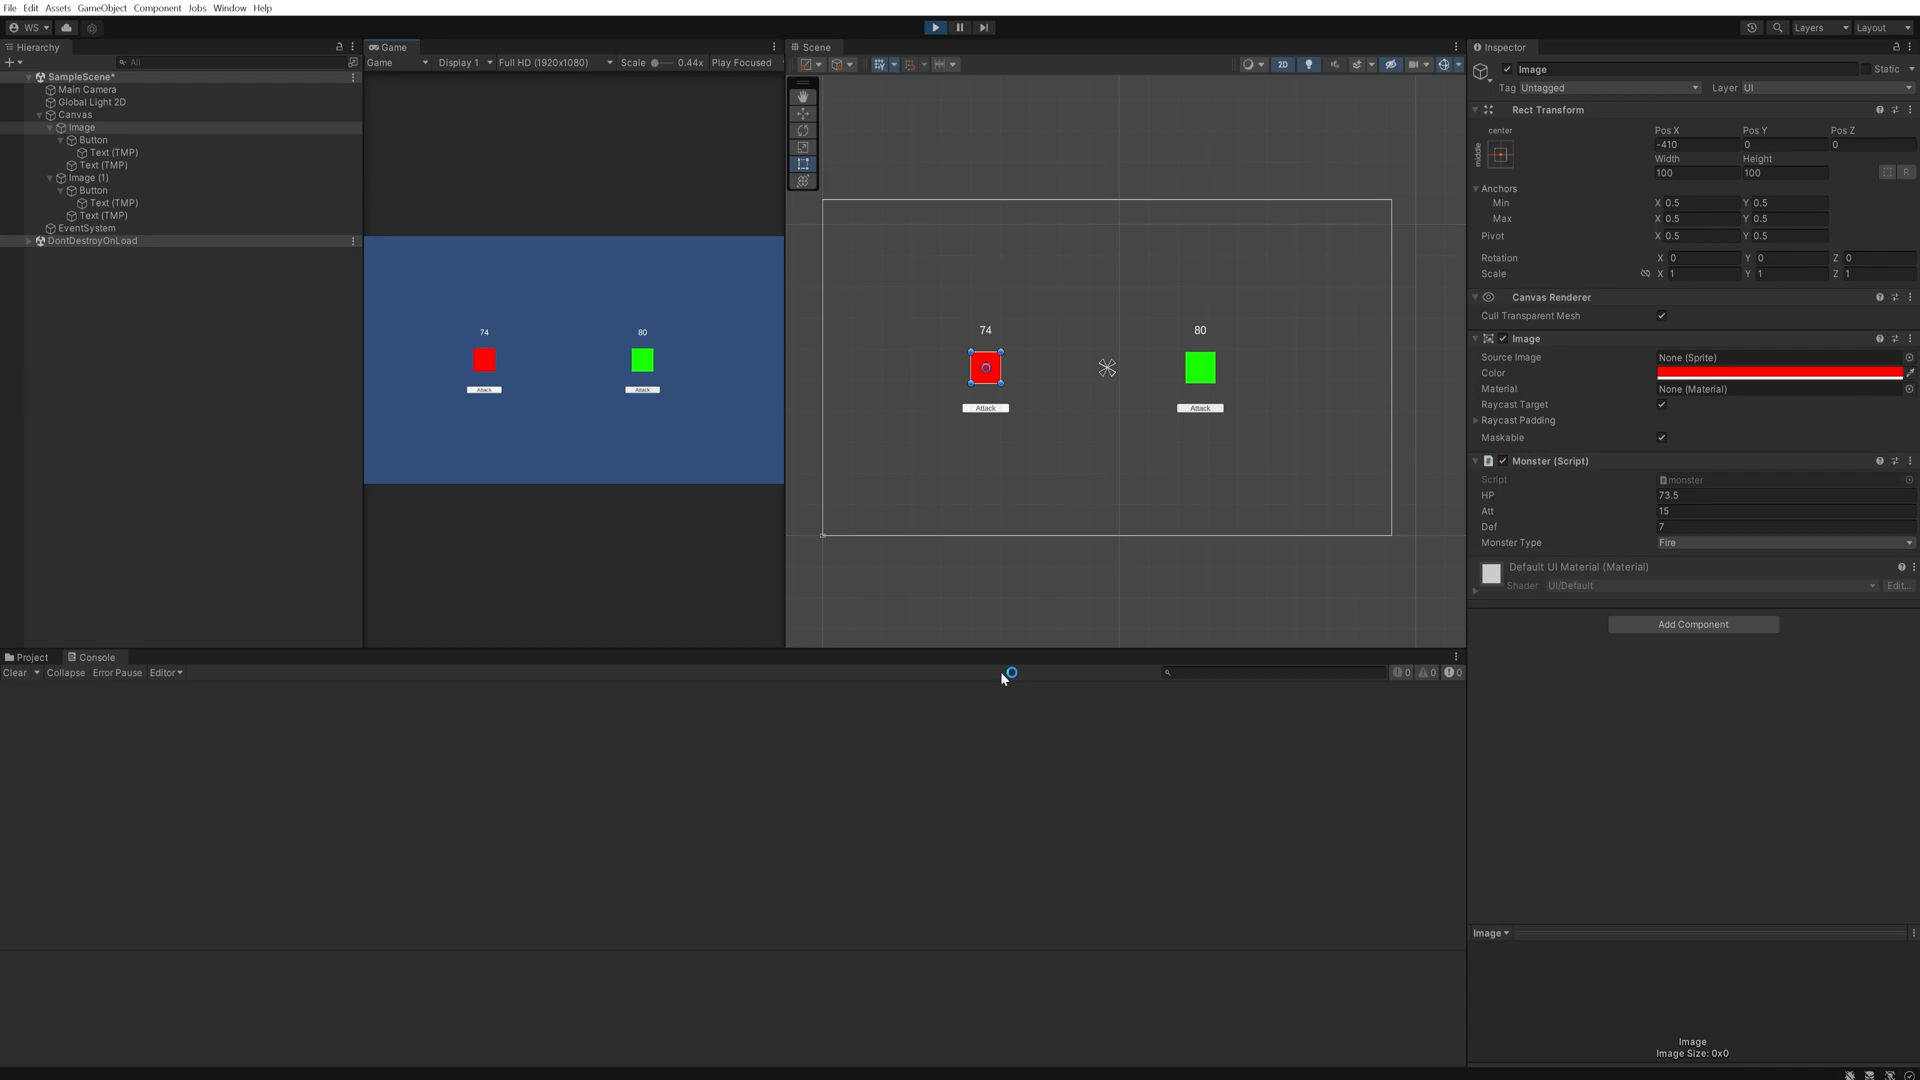 File Edit Assets GameObject Component Jobs Window Help
WS Layers Layout
Hierarchy
All
SampleScene*
Main Camera
Global Light 2D
Canvas
Image
Button
Text (TMP)
Text (TMP)
Image (1)
Button
Text (TMP)
Text (TMP)
EventSystem
DontDestroyOnLoad
Game
Game Display 1 Full HD (1920x1080) Scale 0.44x Play Focused
74 80
Attack Attack
Scene
2D
74 80
Attack Attack
Inspector
Image Static
Tag Untagged Layer UI
Rect Transform
center Pos X Pos Y Pos Z
middle -410 0 0
Width Height
100 100 R
Anchors
Min X 0.5 Y 0.5
Max X 0.5 Y 0.5
Pivot X 0.5 Y 0.5
Rotation X 0 Y 0 Z 0
Scale X 1 Y 1 Z 1
Canvas Renderer
Cull Transparent Mesh
Image
Source Image None (Sprite)
Color
Material None (Material)
Raycast Target
Raycast Padding
Maskable
Monster (Script)
Script monster
HP 73.5
Att 15
Def 7
Monster Type Fire
Default UI Material (Material)
Shader UI/Default Edit...
Add Component
Project Console
Clear Collapse Error Pause Editor 0 0 0
Image
Image
Image Size: 0x0